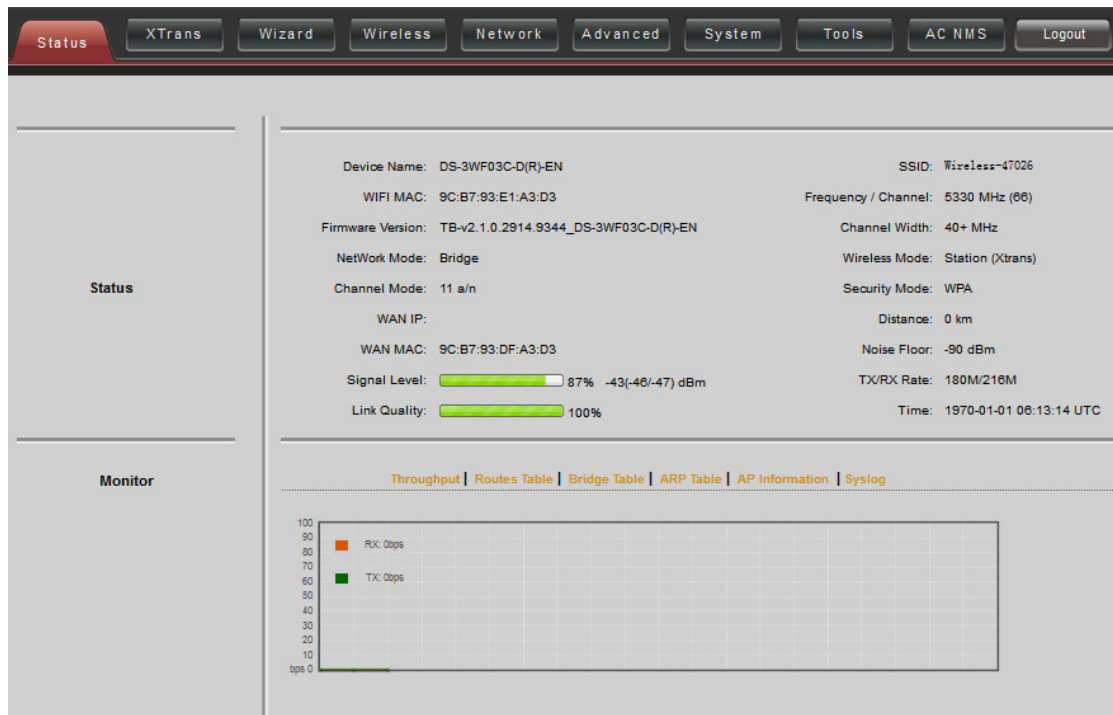 Status XTrans Wizard Wireless Network Advanced System Tools AC NMS Logout
Device Name: DS-3WF03C-D(R)-EN SSID: Wireless-47026
WIFI MAC: 9C:B7:93:E1:A3:D3 Frequency / Channel: 5330 MHz (66)
Firmware Version: TB-v2.1.0.2914.9344_DS-3WF03C-D(R)-EN Channel Width: 40+ MHz
NetWork Mode: Bridge Wireless Mode: Station (Xtrans)
Status
Channel Mode: 11 a/n Security Mode: WPA
WAN IP: Distance: 0 km
WAN MAC: 9C:B7:93:DF:A3:D3 Noise Floor: -90 dBm
Signal Level: 87% -43(-46/-47) dBm TX/RX Rate: 180M/216M
Link Quality: 100% Time: 1970-01-01 06:13:14 UTC
Monitor
Throughput | Routes Table | Bridge Table | ARP Table | AP Information | Syslog
100
90
RX: 0bps
80
70
TX: 0bps
60
50
40
30
20
10
bps 0